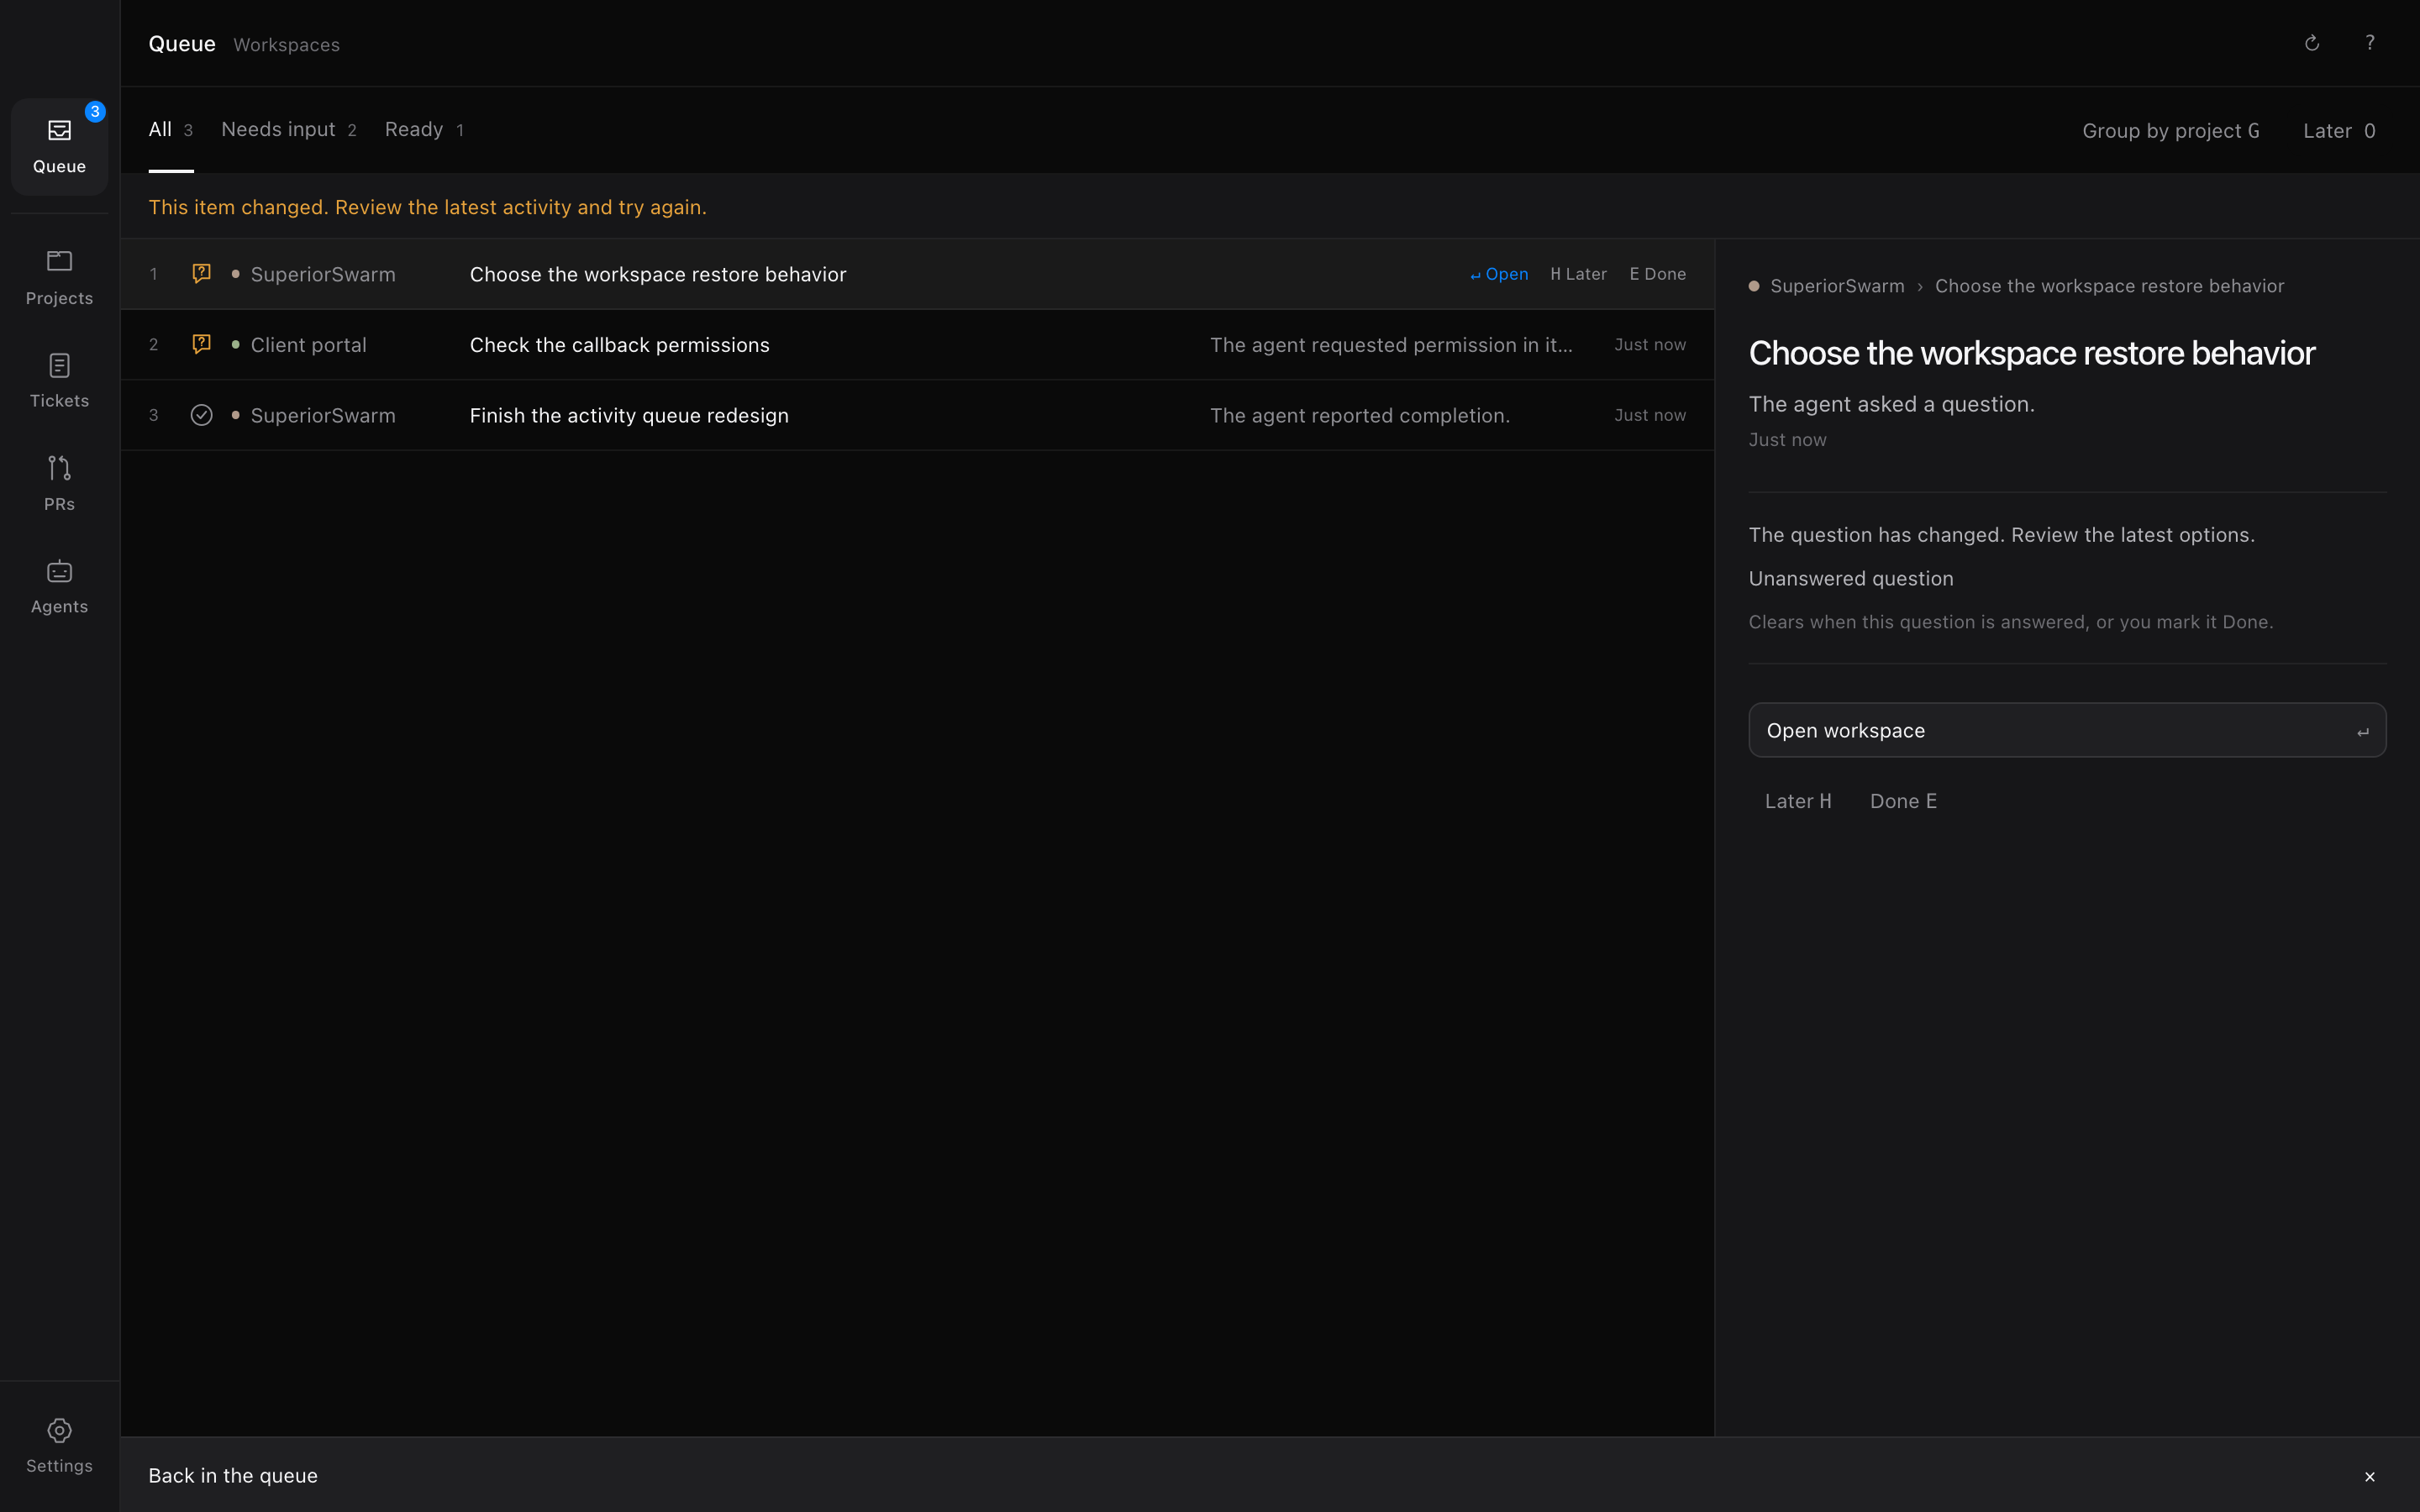 Queue Workspaces
?
3
Queue
Projects
Tickets
PRs
Agents
Settings
All 3 Needs input 2 Ready 1
Group by project G Later 0
This item changed. Review the latest activity and try again.
1 SuperiorSwarm Choose the workspace restore behavior ↵ Open H Later E Done
2 Client portal Check the callback permissions The agent requested permission in it... Just now
3 SuperiorSwarm Finish the activity queue redesign The agent reported completion. Just now
SuperiorSwarm › Choose the workspace restore behavior
Choose the workspace restore behavior
The agent asked a question.
Just now
The question has changed. Review the latest options.
Unanswered question
Clears when this question is answered, or you mark it Done.
Open workspace ↵
Later H Done E
Back in the queue ×